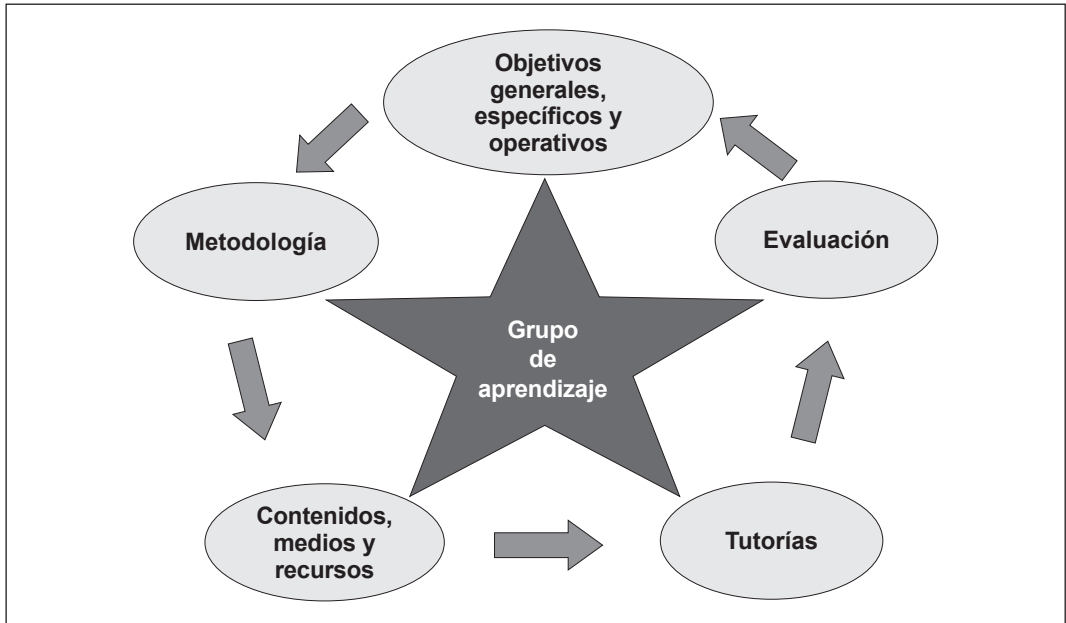 Objetivos
generales,
específicos y
operativos
Metodología
Evaluación
Grupo
de
aprendizaje
Contenidos,
medios y
recursos
Tutorías